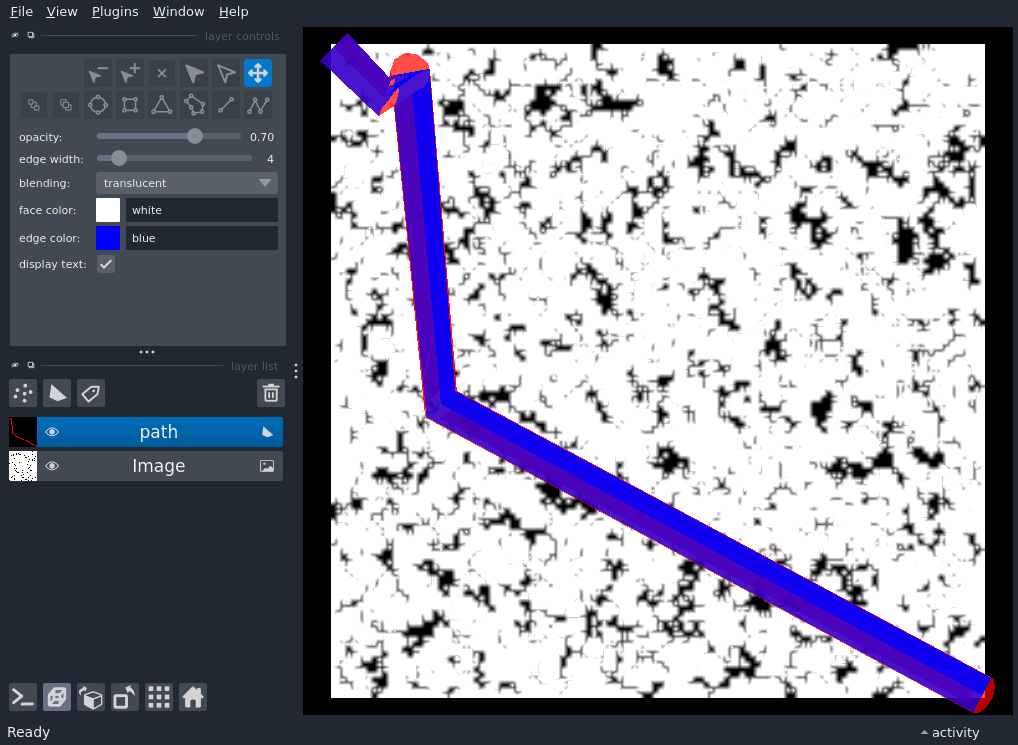 File View Plugins Window Help
layer controls
opacity: 0.70
edge width: 4
blending: translucent
face color: white
edge color: blue
display text:
layer list
path
Image
Ready
activity